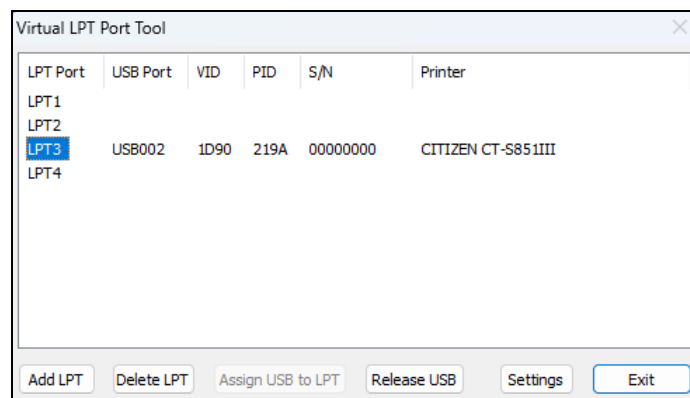 Virtual LPT Port Tool
LPT Port USB Port VID PID S/N Printer
LPT1
LPT2
LPT3 USB002 1D90 219A 00000000 CITIZEN CT-S851III
LPT4
Add LPT Delete LPT Assign USB to LPT Release USB Settings Exit